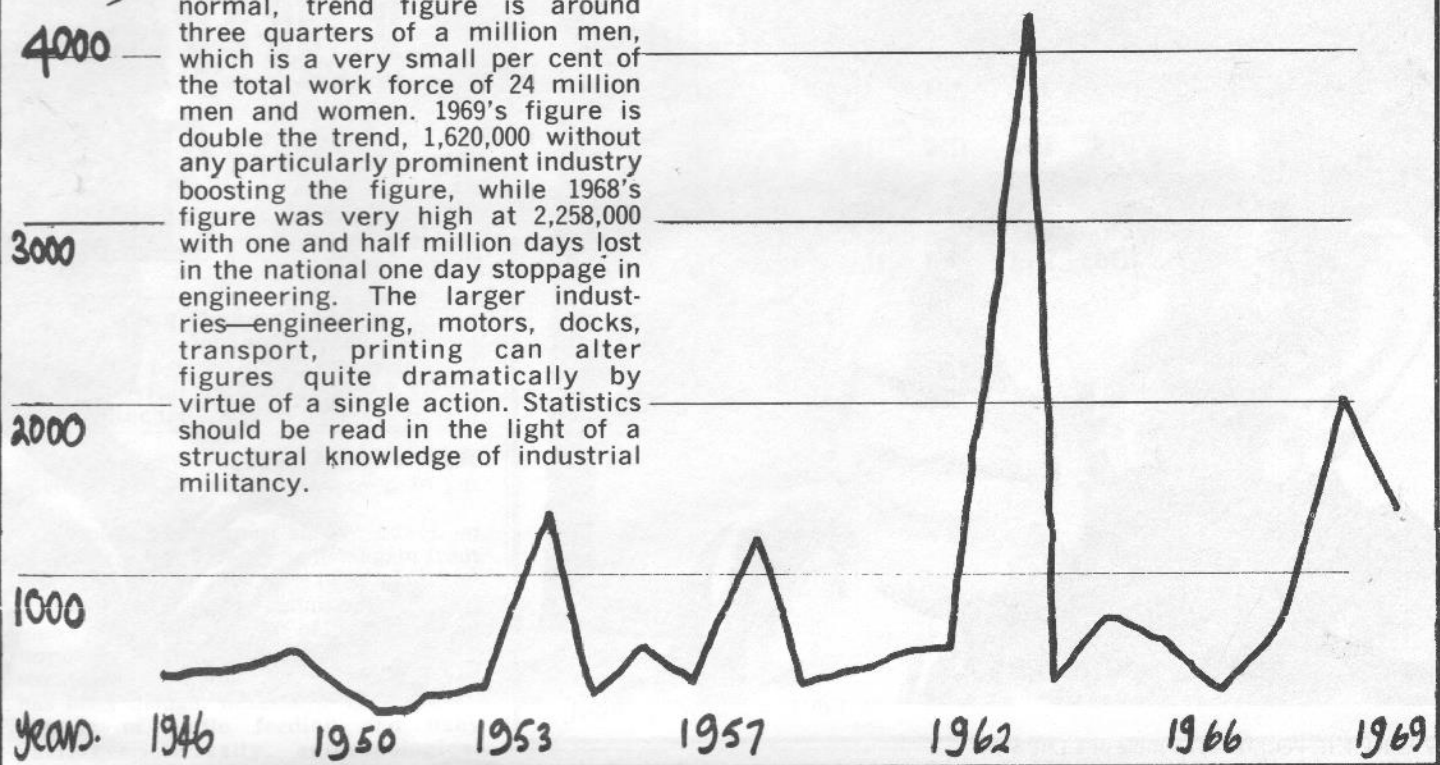 normal, trend figure is around
three quarters of a million men,
which is a very small per cent of
the total work force of 24 million
men and women. 1969's figure is
double the trend, 1,620,000 without
any particularly prominent industry
boosting the figure, while 1968's
figure was very high at 2,258,000
with one and half million days lost
in the national one day stoppage in
engineering. The larger indust-
ries—engineering, motors, docks,
transport, printing can alter
figures quite dramatically by
virtue of a single action. Statistics
should be read in the light of a
structural knowledge of industrial
militancy.
4000
3000
2000
1000
years. 1946 1950 1953 1957 1962 1966 1969